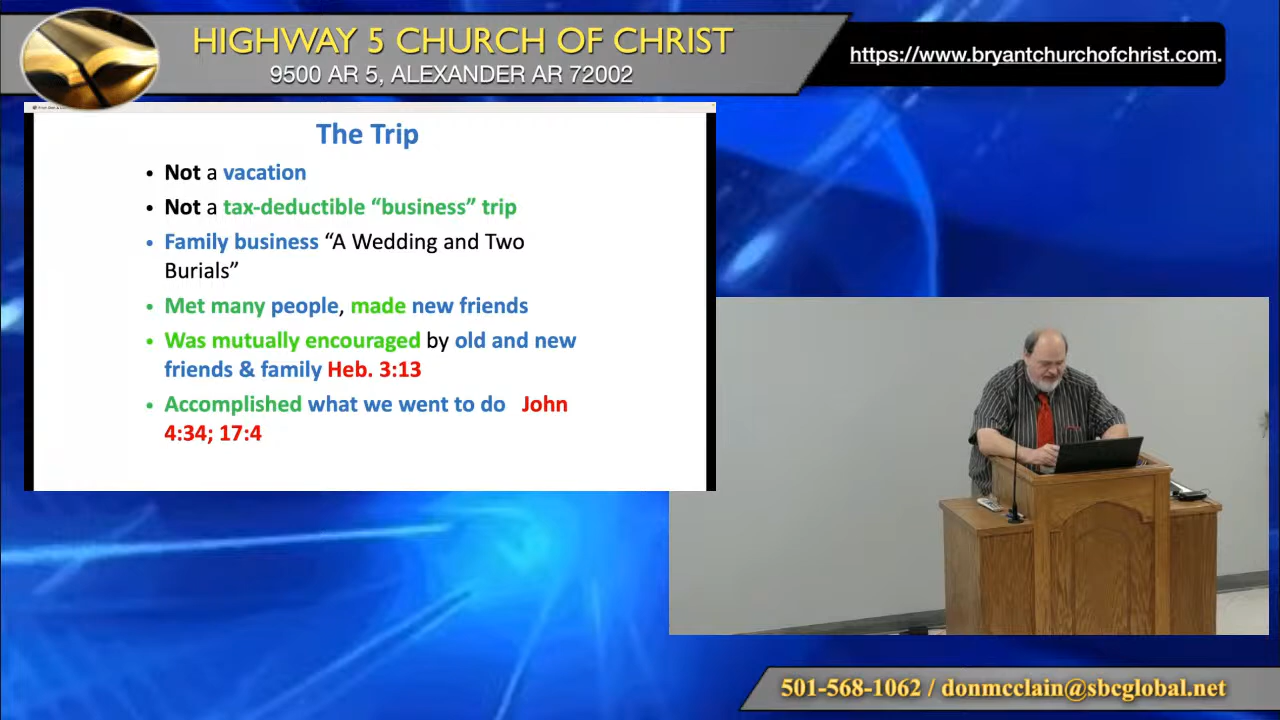 HIGHWAY 5 CHURCH OF CHRIST
9500 AR 5, ALEXANDER AR 72002
https://www.bryantchurchofchrist.com.
The Trip
• Not a vacation
• Not a tax-deductible “business” trip
• Family business “A Wedding and Two
Burials”
• Met many people, made new friends
• Was mutually encouraged by old and new
friends & family Heb. 3:13
• Accomplished what we went to do John
4:34; 17:4
501-568-1062 / donmcclain@sbcglobal.net